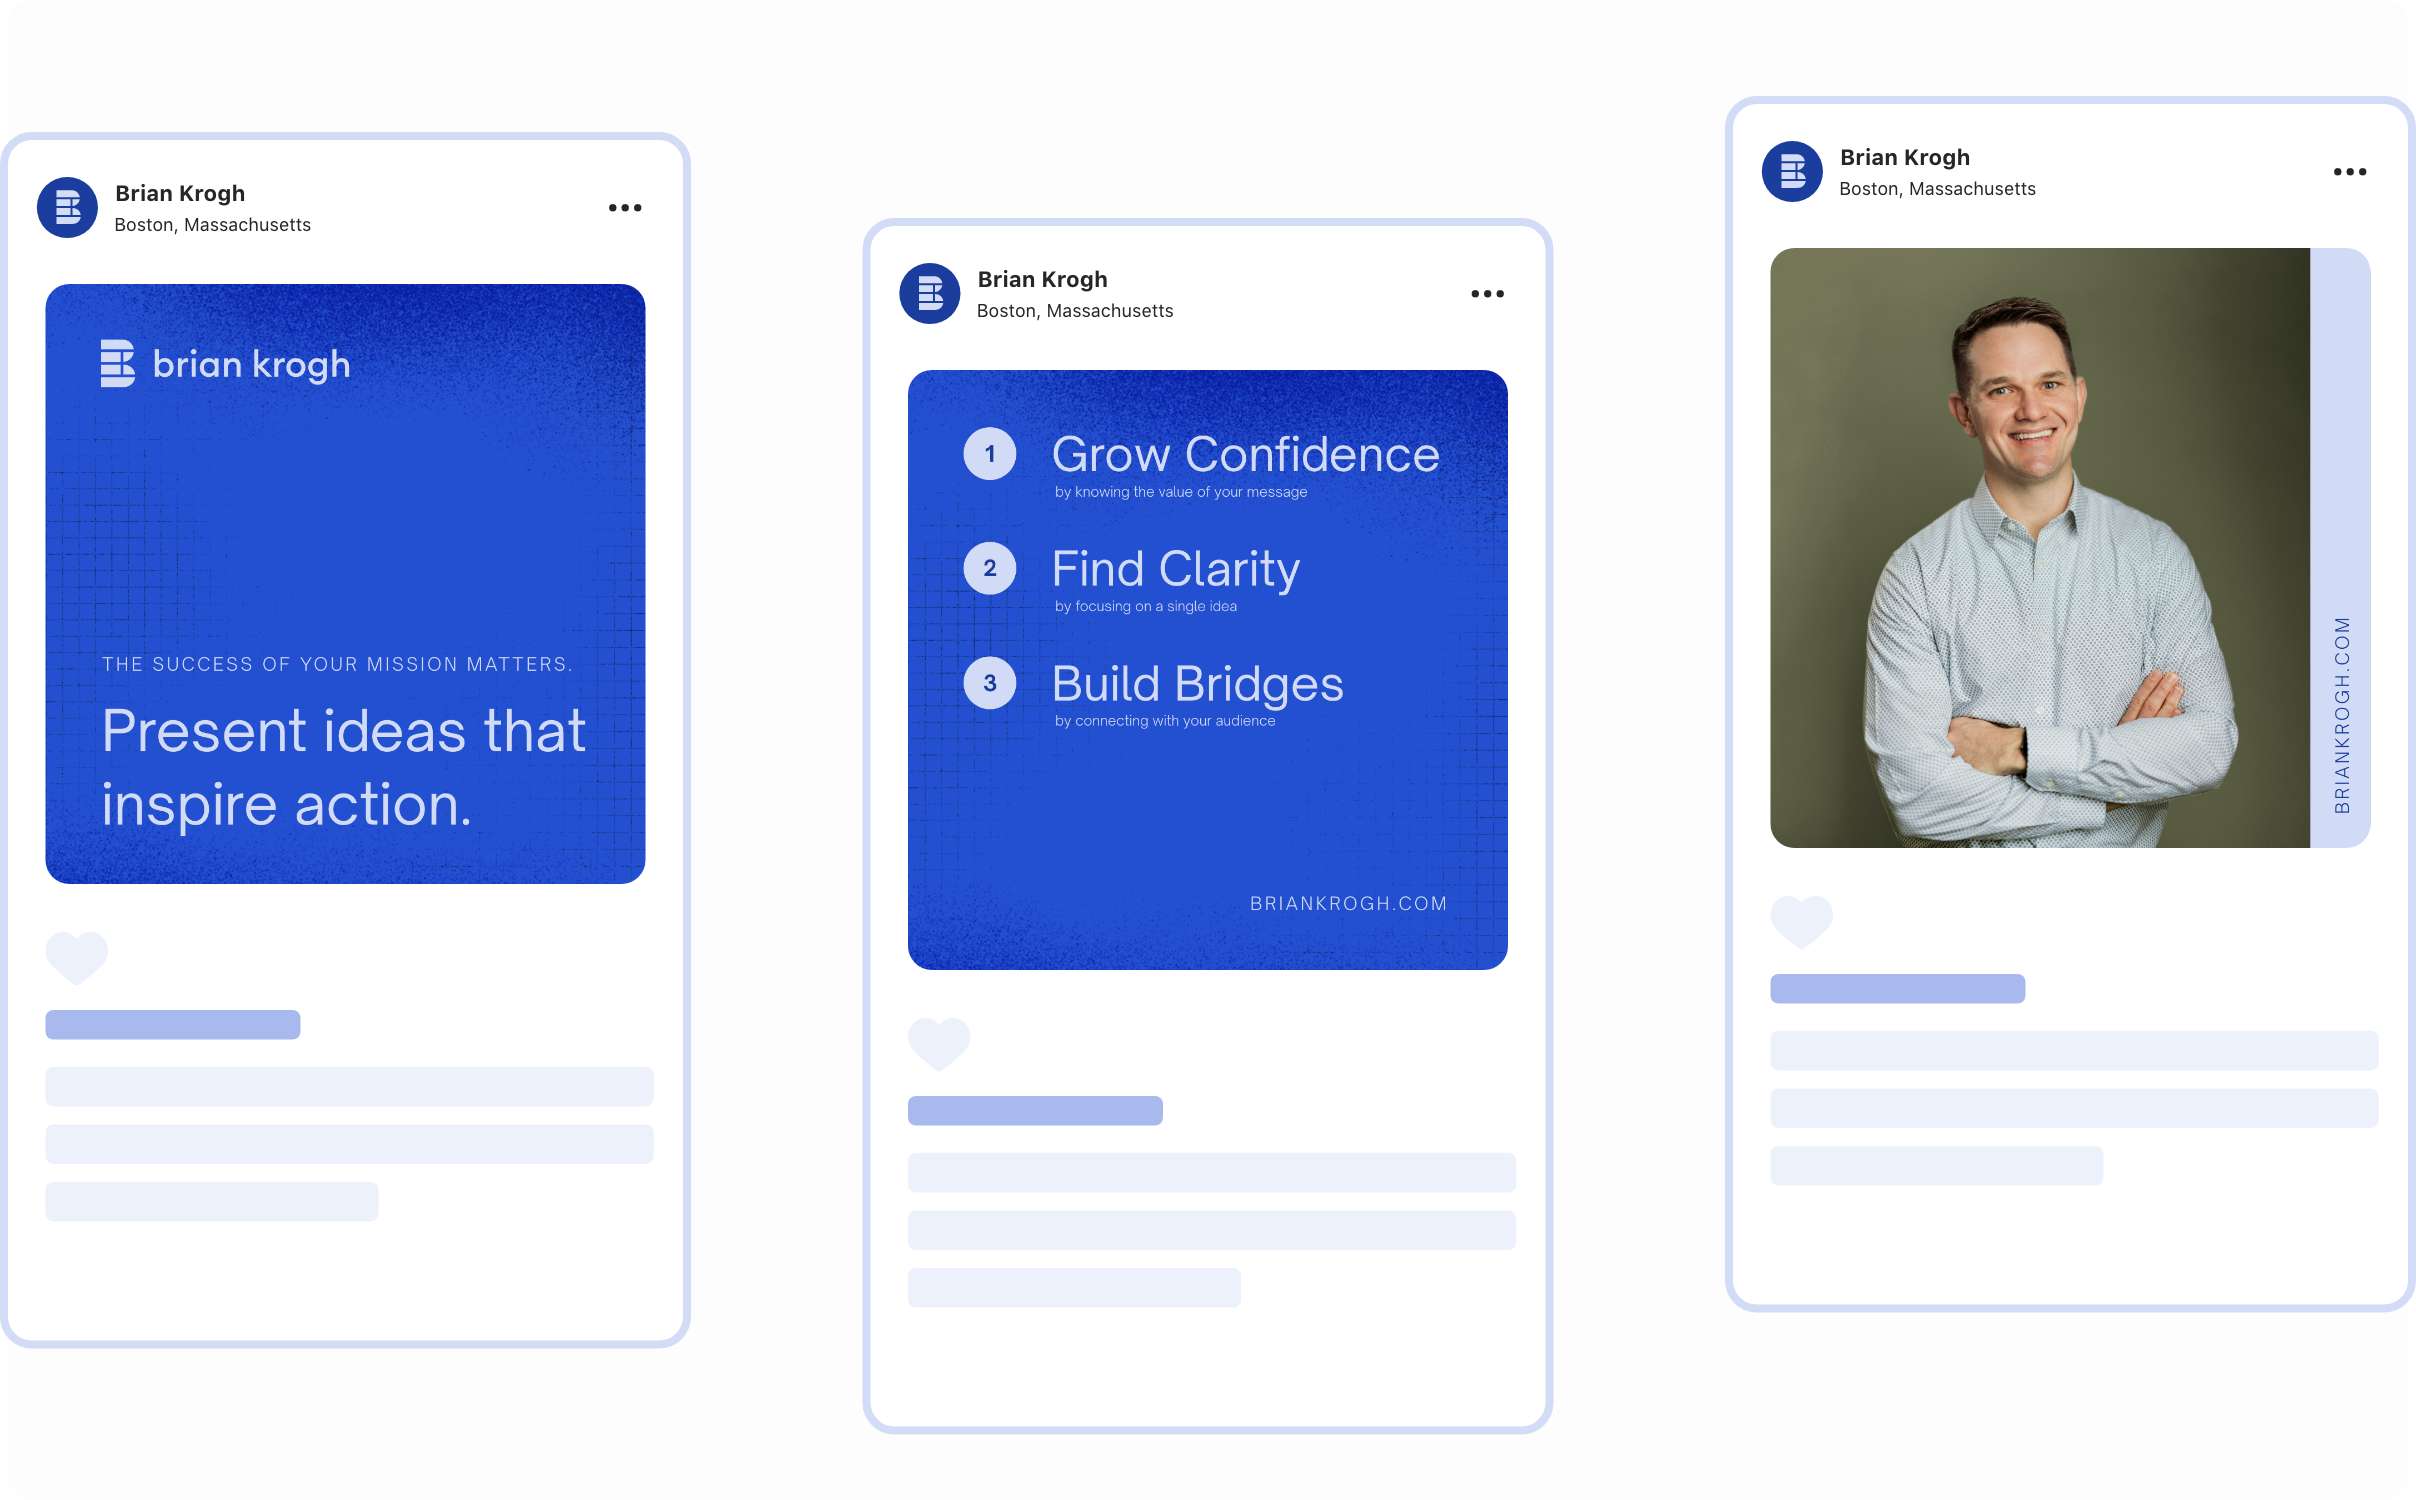 Brian Krogh
Boston, Massachusetts
brian krogh
THE SUCCESS OF YOUR MISSION MATTERS.
Present ideas that
inspire action.
Brian Krogh
Boston, Massachusetts
1 Grow Confidence
by knowing the value of your message
2 Find Clarity
by focusing on a single idea
3 Build Bridges
by connecting with your audience
BRIANKROGH.COM
Brian Krogh
Boston, Massachusetts
BRIANKROGH.COM